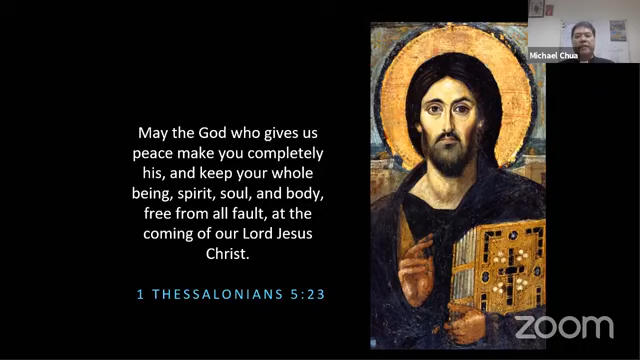 May the God who gives us
peace make you completely
his, and keep your whole
being, spirit, soul, and body,
free from all fault, at the
coming of our Lord Jesus
Christ.
1 THESSALONIANS 5:23
Michael Chua
zoom